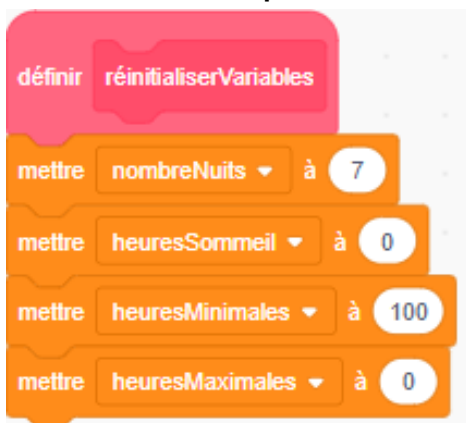 définir réinitialiserVariables
mettre nombreNuits à 7
mettre heuresSommeil à 0
mettre heuresMinimales à 100
mettre heuresMaximales à 0